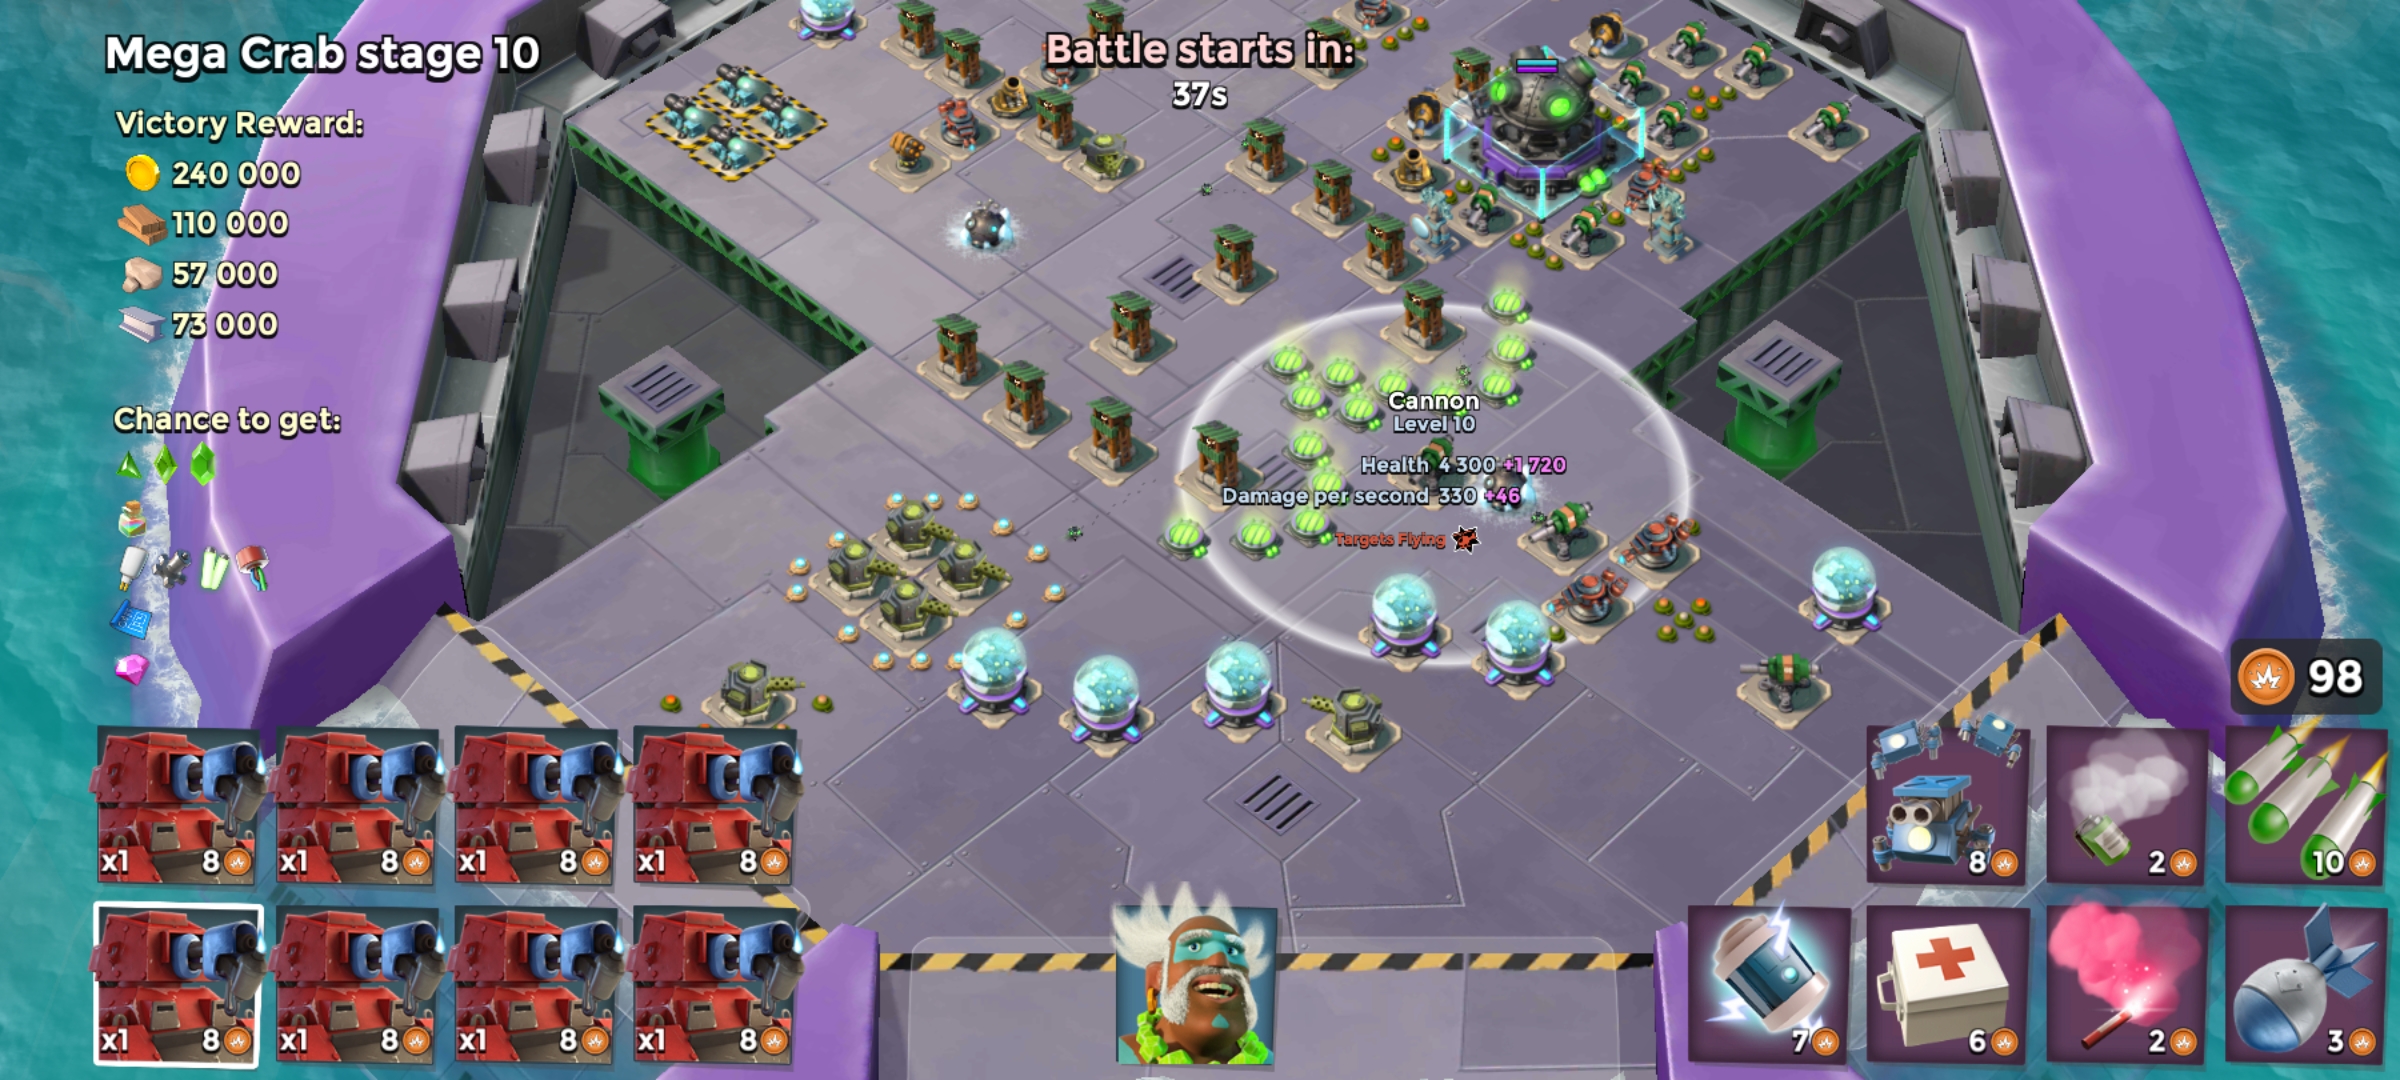 Mega Crab stage 10
Victory Reward:
240 000
110 000
57 000
73 000
Chance to get:
Battle starts in:
37s
Cannon
Level 10
Health 4 300 +1 720
Damage per second 330 +46
Targets Flying
98
x1 8
x1 8
x1 8
x1 8
8
2
10
x1 8
x1 8
x1 8
x1 8
7
6
2
3